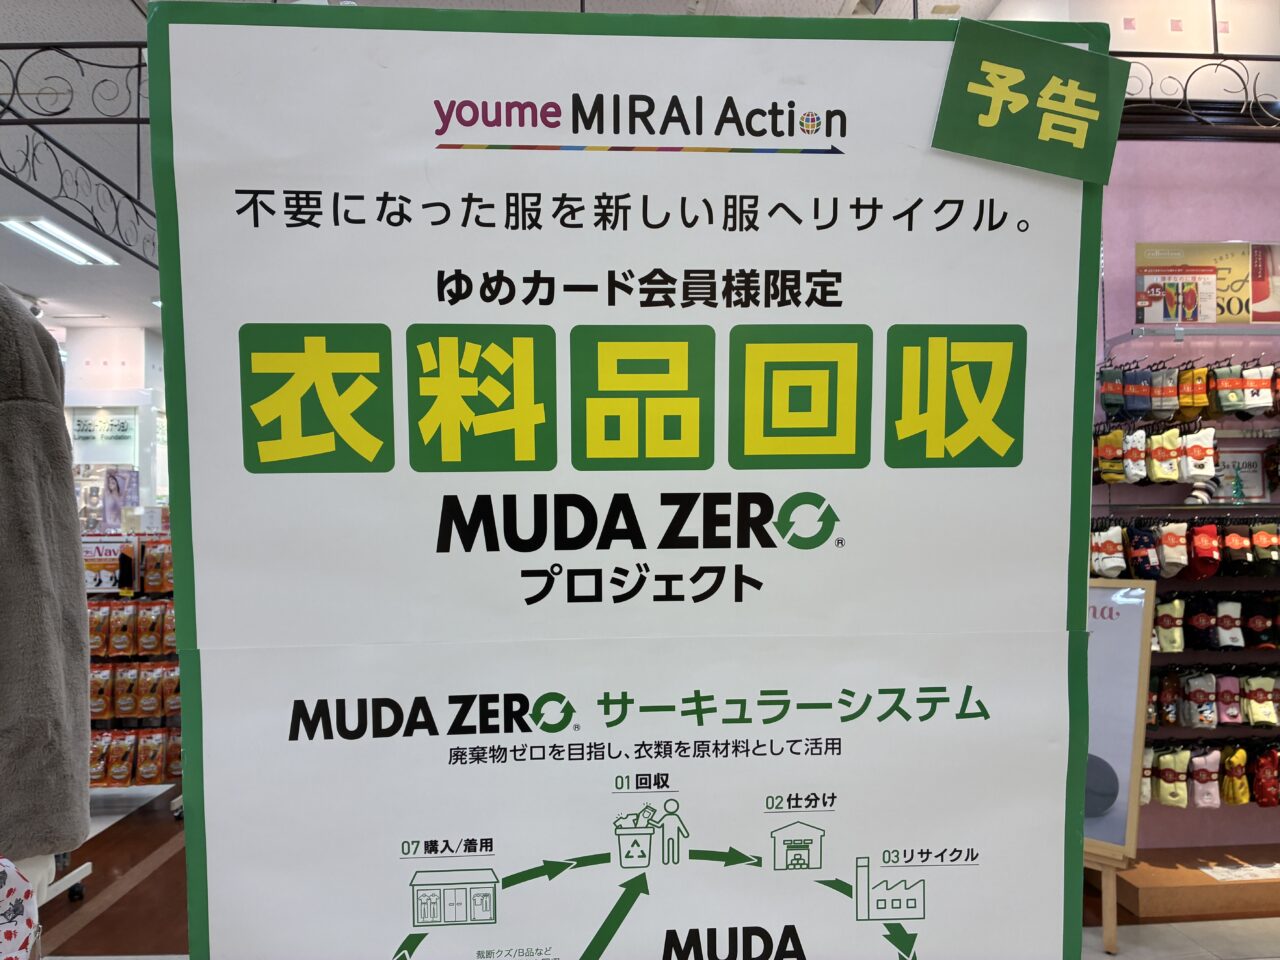 youme MIRAI Action
予告
不要になった服を新しい服へリサイクル。
ゆめカード会員様限定
衣料品回収
MUDA ZERO®
プロジェクト
MUDA ZERO® サーキュラーシステム
廃棄物ゼロを目指し、衣類を原材料として活用
01 回収
02 仕分け
03 リサイクル
07 購入/着用
裁断クズ/B品など
MUDA
Lingerie Foundation